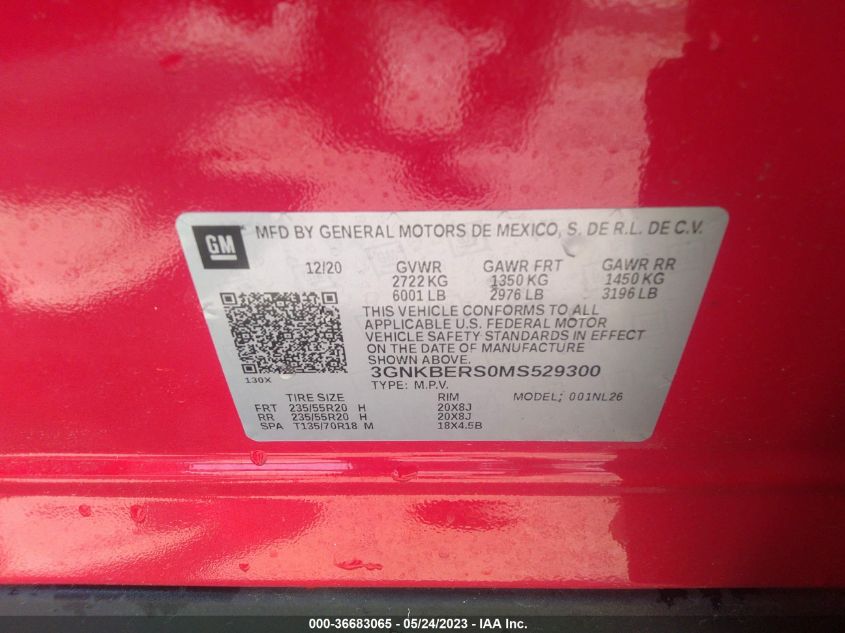 GM MFD BY GENERAL MOTORS DE MEXICO, S. DE R.L. DE C.V.
12/20 GVWR GAWR FRT GAWR RR
2722 KG 1350 KG 1450 KG
6001 LB 2976 LB 3196 LB
THIS VEHICLE CONFORMS TO ALL
APPLICABLE U.S. FEDERAL MOTOR
VEHICLE SAFETY STANDARDS IN EFFECT
ON THE DATE OF MANUFACTURE
SHOWN ABOVE.
130X 3GNKBERS0MS529300
TYPE: M.P.V.
TIRE SIZE RIM MODEL: 001NL26
FRT 235/55R20 H 20X8J
RR 235/55R20 H 20X8J
SPA T135/70R18 M 18X4.5B
000-36683065 - 05/24/2023 - IAA Inc.